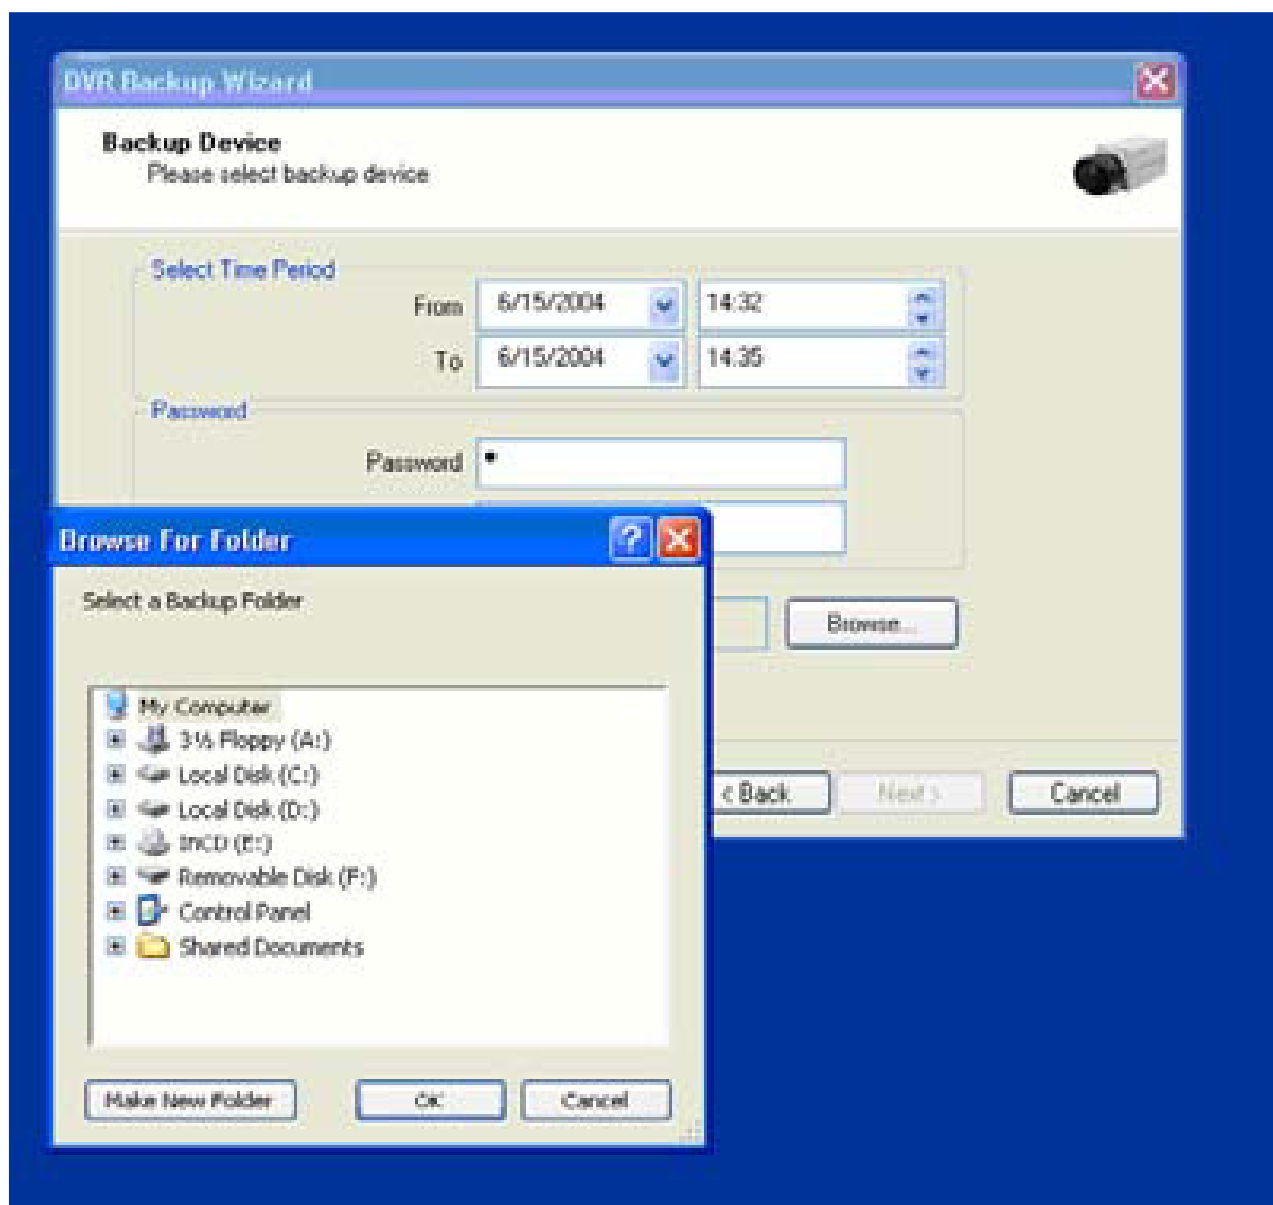 DVR Backup Wizard
Backup Device
Please select backup device
Select Time Period
From 6/15/2004 14:32
To 6/15/2004 14:35
Password
Password •
Browse For Folder
Select a Backup Folder
Browse...
My Computer
3½ Floppy (A:)
Local Disk (C:)
Local Disk (D:)
InCD (E:)
Removable Disk (F:)
Control Panel
Shared Documents
< Back Next > Cancel
Make New Folder OK Cancel